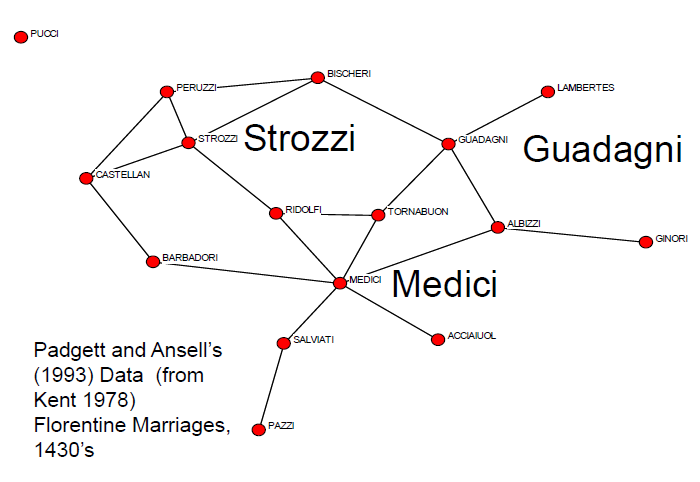 PUCCI
BISCHERI
PERUZZI
LAMBERTES
STROZZI
Strozzi
GUADAGNI
Guadagni
CASTELLAN
RIDOLFI
TORNABUON
ALBIZZI
GINORI
BARBADORI
MEDICI
Medici
SALVIATI
ACCIAIUOL
Padgett and Ansell's
(1993) Data (from
Kent 1978)
Florentine Marriages,
1430's
PAZZI